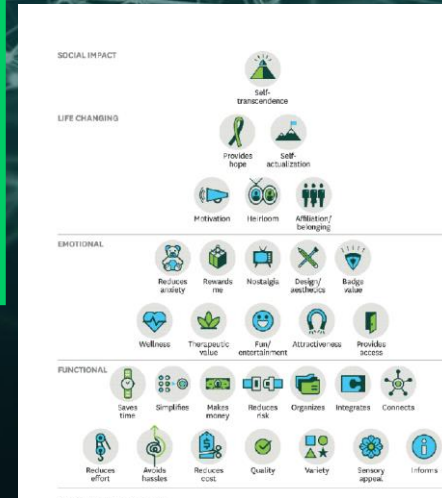 SOCIAL IMPACT
Self-
transcendence
LIFE CHANGING
Provides
hope
Self-
actualization
Motivation
Heirloom
Affiliation/
belonging
EMOTIONAL
Reduces
anxiety
Rewards
me
Nostalgia
Design/
aesthetics
Badge
value
Wellness
Therapeutic
value
Fun/
entertainment
Attractiveness
Provides
access
FUNCTIONAL
Saves
time
Simplifies
Makes
money
Reduces
risk
Organizes
Integrates
Connects
Reduces
effort
Avoids
hassles
Reduces
cost
Quality
Variety
Sensory
appeal
Informs